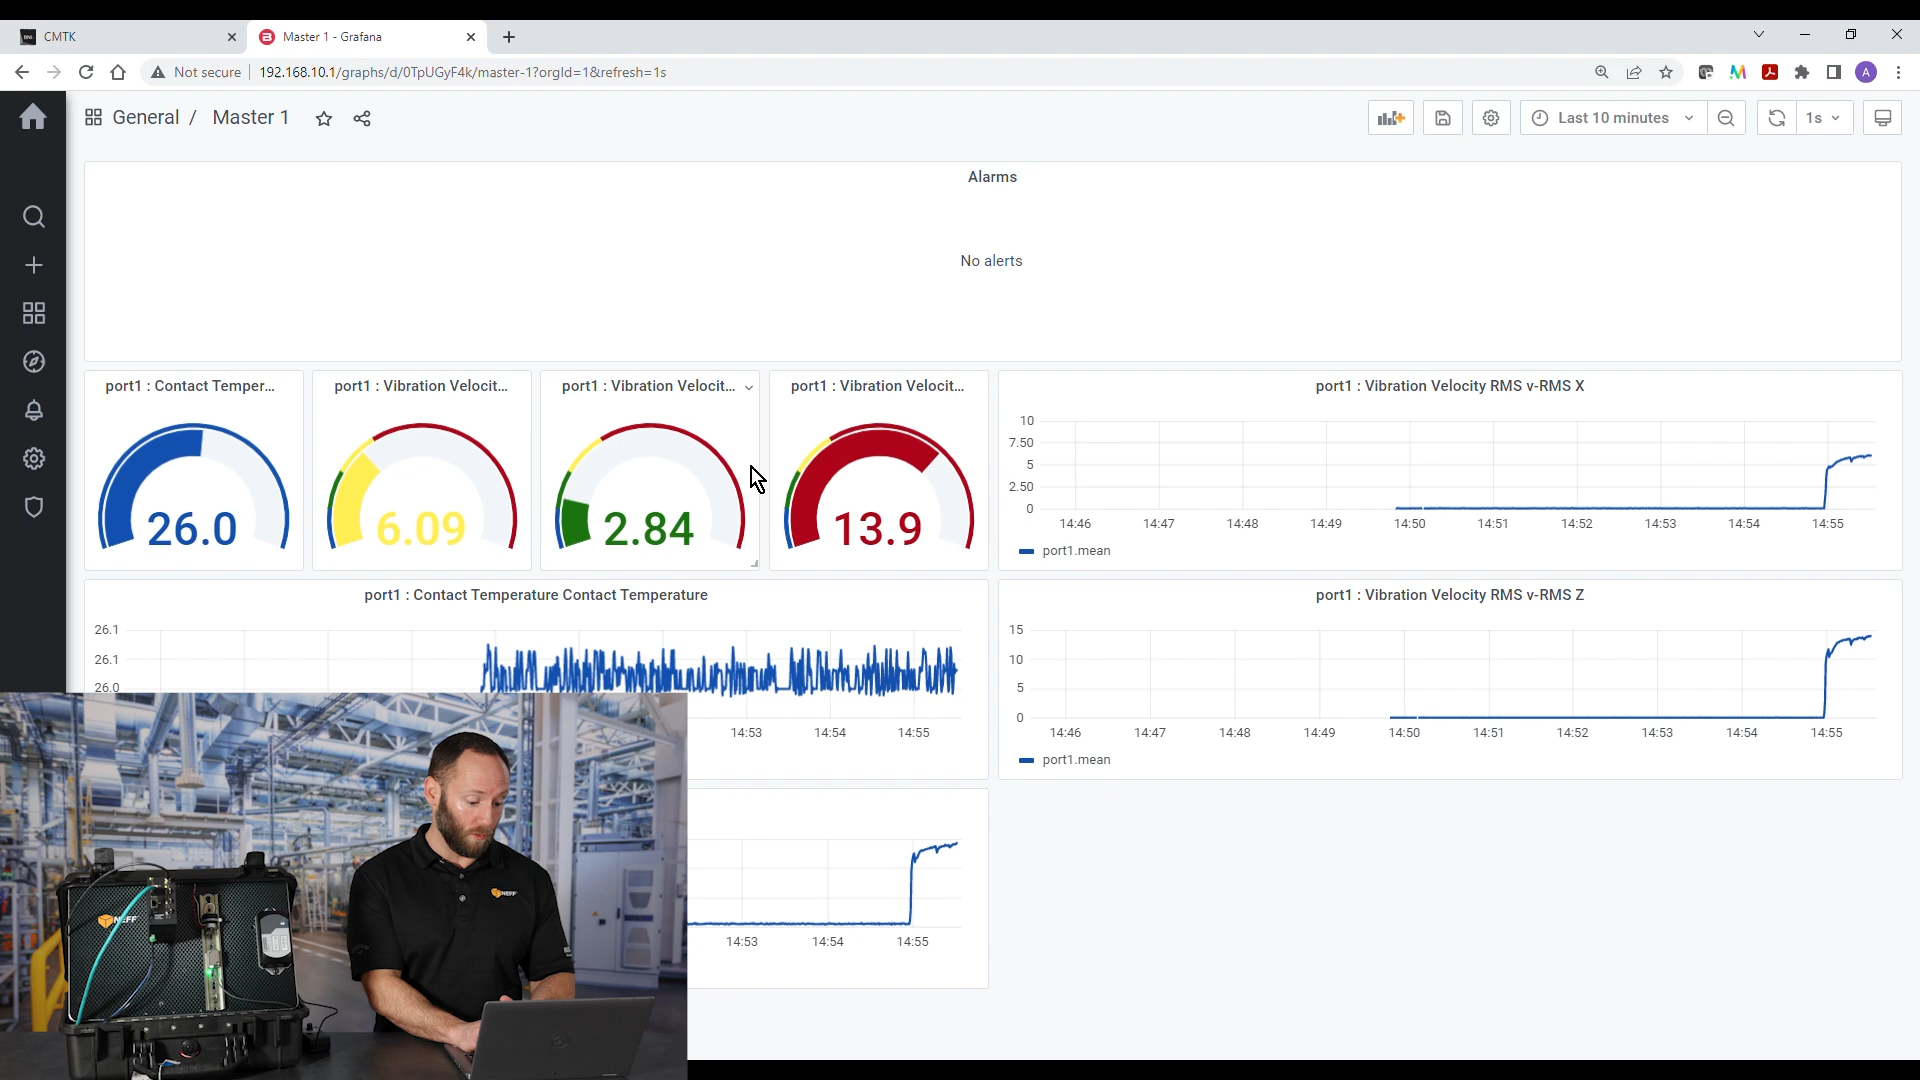 CMTK
Master 1 - Grafana
Not secure
192.168.10.1/graphs/d/0TpUGyF4k/master-1?orgId=1&refresh=1s
A
General / Master 1
Last 10 minutes
1s
Alarms
No alerts
port1 : Contact Temper...
port1 : Vibration Velocit...
port1 : Vibration Velocit...
port1 : Vibration Velocit...
26.0
6.09
2.84
13.9
port1 : Vibration Velocity RMS v-RMS X
10
7.50
5
2.50
0
14:46 14:47 14:48 14:49 14:50 14:51 14:52 14:53 14:54 14:55
port1.mean
port1 : Contact Temperature Contact Temperature
26.1
26.1
26.0
14:53 14:54 14:55
port1 : Vibration Velocity RMS v-RMS Z
15
10
5
0
14:46 14:47 14:48 14:49 14:50 14:51 14:52 14:53 14:54 14:55
port1.mean
14:53 14:54 14:55
NEFF
NEFF